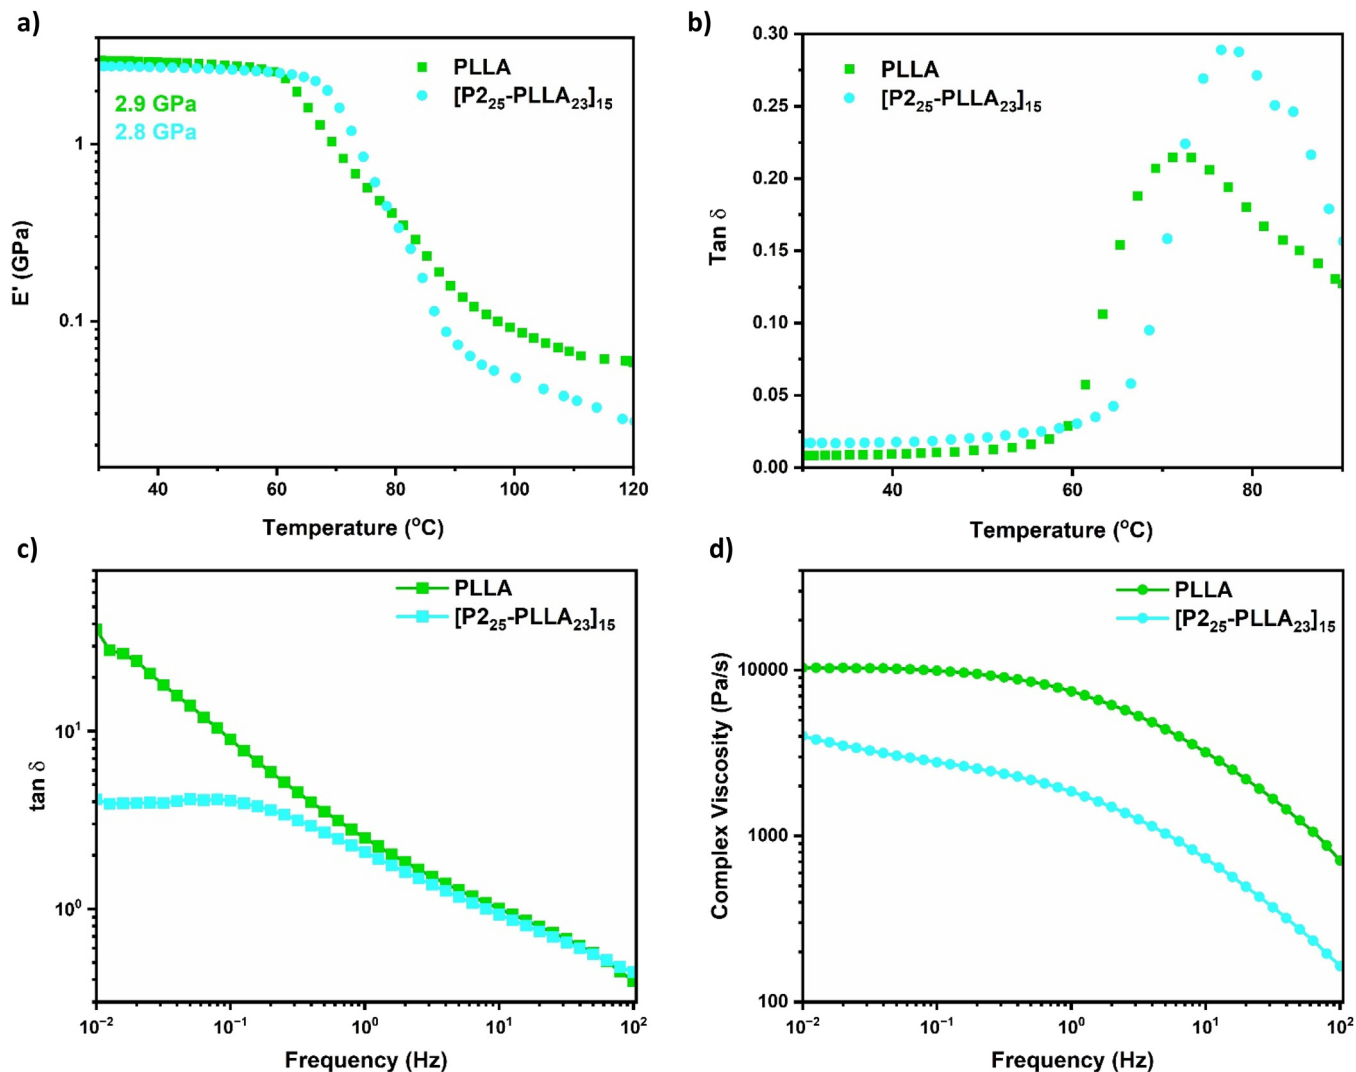 a)
PLLA
[P2₂₅-PLLA₂₃]₁₅
2.9 GPa
2.8 GPa
1
0.1
E' (GPa)
40 60 80 100 120
Temperature (°C)
b)
PLLA
[P2₂₅-PLLA₂₃]₁₅
0.30
0.25
0.20
0.15
0.10
0.05
0.00
Tan δ
40 60 80
Temperature (°C)
c)
PLLA
[P2₂₅-PLLA₂₃]₁₅
10¹
10⁰
tan δ
10⁻² 10⁻¹ 10⁰ 10¹ 10²
Frequency (Hz)
d)
PLLA
[P2₂₅-PLLA₂₃]₁₅
10000
1000
100
Complex Viscosity (Pa/s)
10⁻² 10⁻¹ 10⁰ 10¹ 10²
Frequency (Hz)